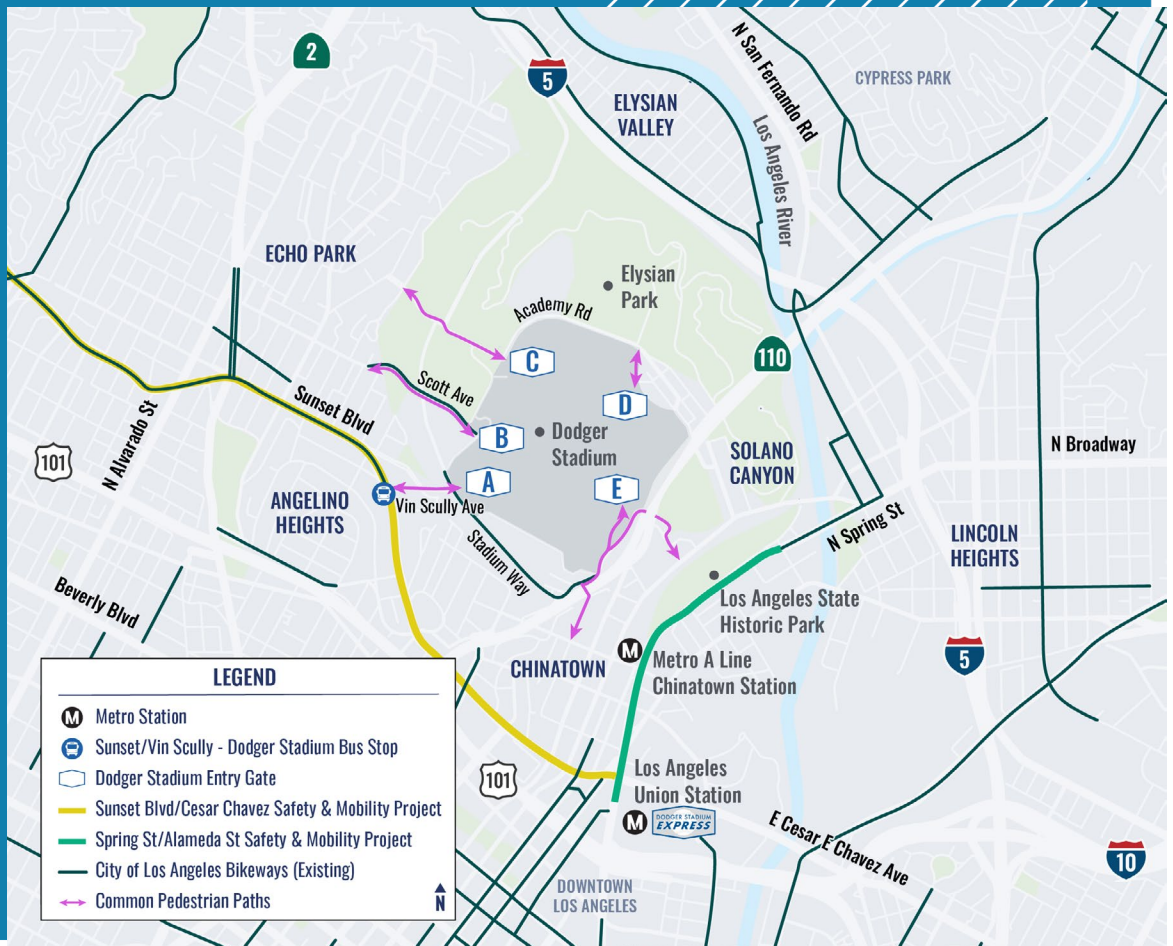 2
5
ELYSIAN
VALLEY
N San Fernando Rd
CYPRESS PARK
Los Angeles River
ECHO PARK
Elysian
Park
Academy Rd
C
110
D
Scott Ave
Sunset Blvd
B
Dodger
Stadium
SOLANO
CANYON
N Alvarado St
101
N Broadway
A
E
ANGELINO
HEIGHTS
Vin Scully Ave
Stadium Way
N Spring St
LINCOLN
HEIGHTS
Beverly Blvd
Los Angeles State
Historic Park
5
CHINATOWN
M
Metro A Line
Chinatown Station
101
Los Angeles
Union Station
M
DODGER STADIUM
EXPRESS
E Cesar E Chavez Ave
10
DOWNTOWN
LOS ANGELES
LEGEND
M Metro Station
Sunset/Vin Scully - Dodger Stadium Bus Stop
Dodger Stadium Entry Gate
Sunset Blvd/Cesar Chavez Safety & Mobility Project
Spring St/Alameda St Safety & Mobility Project
City of Los Angeles Bikeways (Existing)
Common Pedestrian Paths
N